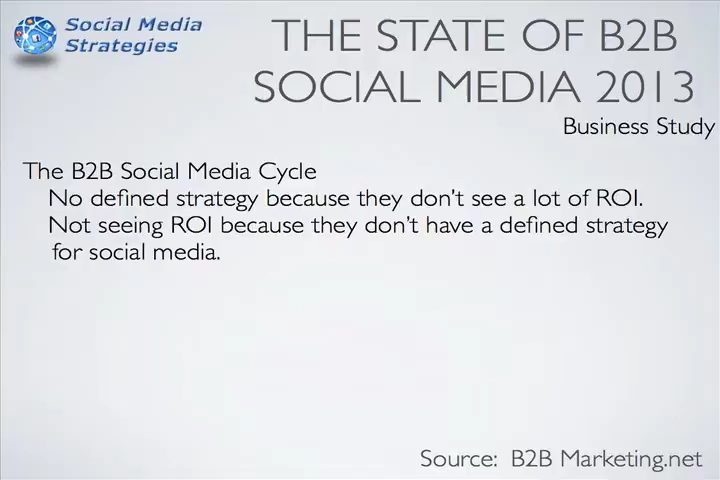 Social Media
Strategies
THE STATE OF B2B
SOCIAL MEDIA 2013
Business Study
The B2B Social Media Cycle
No defined strategy because they don't see a lot of ROI.
Not seeing ROI because they don't have a defined strategy
for social media.
Source: B2B Marketing.net